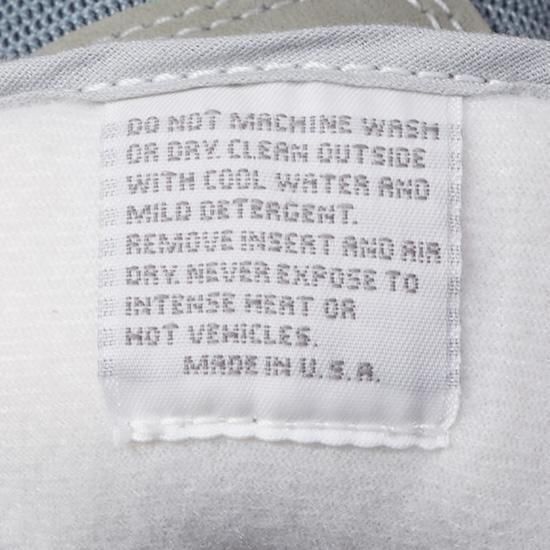 DO NOT MACHINE WASH
OR DRY. CLEAN OUTSIDE
WITH COOL WATER AND
MILD DETERGENT.
REMOVE INSERT AND AIR
DRY. NEVER EXPOSE TO
INTENSE HEAT OR
HOT VEHICLES.
MADE IN U.S.A.